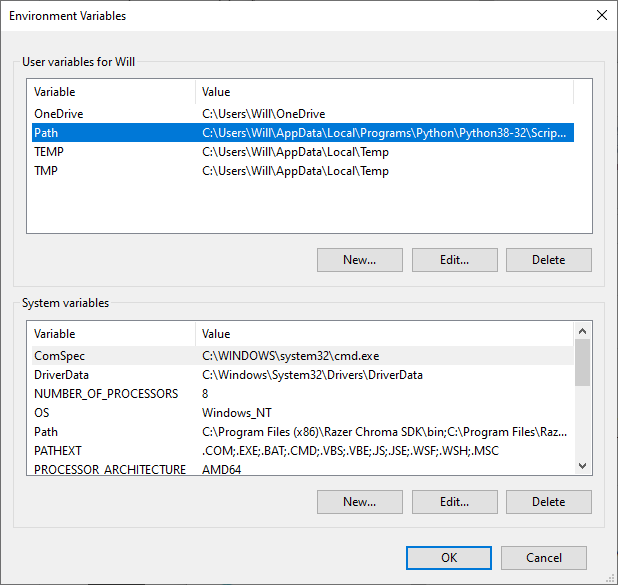 Environment Variables
User variables for Will
Variable Value
OneDrive C:\Users\Will\OneDrive
Path C:\Users\Will\AppData\Local\Programs\Python\Python38-32\Scrip...
TEMP C:\Users\Will\AppData\Local\Temp
TMP C:\Users\Will\AppData\Local\Temp
New... Edit... Delete
System variables
Variable Value
ComSpec C:\WINDOWS\system32\cmd.exe
DriverData C:\Windows\System32\Drivers\DriverData
NUMBER_OF_PROCESSORS 8
OS Windows_NT
Path C:\Program Files (x86)\Razer Chroma SDK\bin;C:\Program Files\Raz...
PATHEXT .COM;.EXE;.BAT;.CMD;.VBS;.VBE;.JS;.JSE;.WSF;.WSH;.MSC
PROCESSOR_ARCHITECTURE AMD64
New... Edit... Delete
OK Cancel